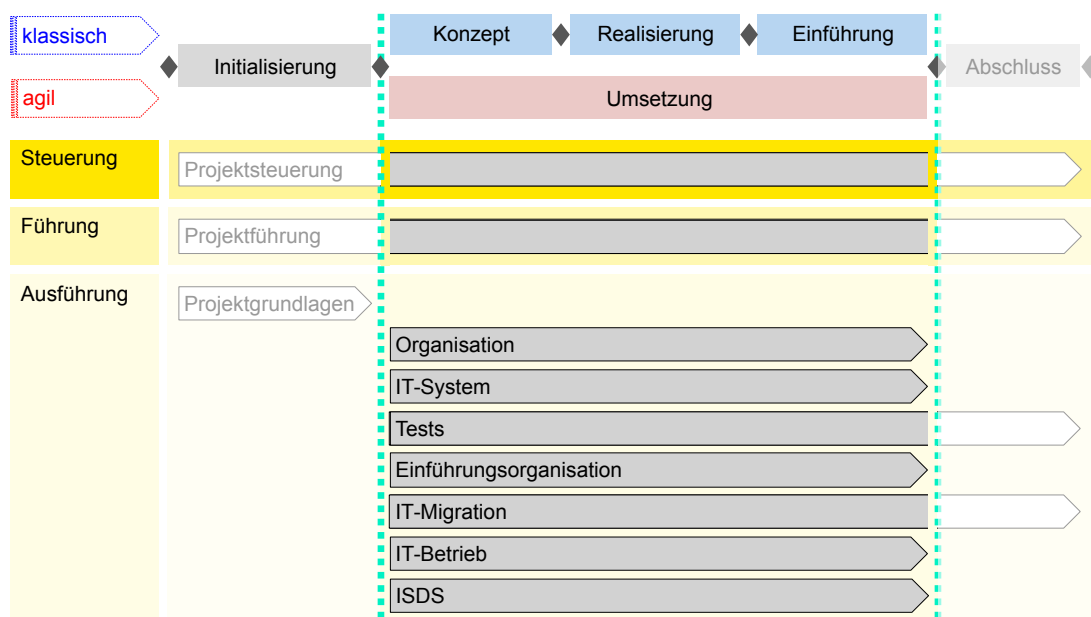 klassisch
Konzept
Realisierung
Einführung
Initialisierung
Abschluss
agil
Umsetzung
Steuerung
Projektsteuerung
Führung
Projektführung
Ausführung
Projektgrundlagen
Organisation
IT-System
Tests
Einführungsorganisation
IT-Migration
IT-Betrieb
ISDS